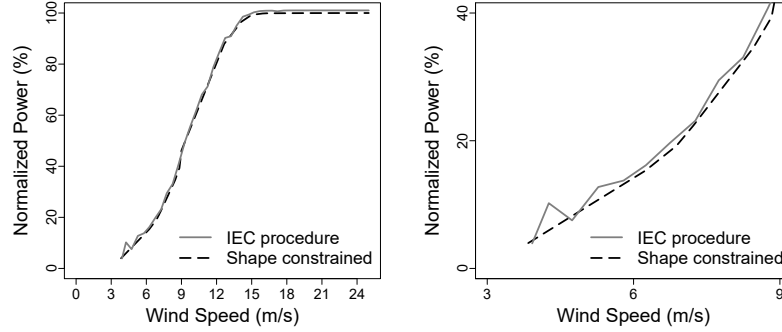 Normalized Power (%)
100
80
60
40
20
0
IEC procedure
Shape constrained
0 3 6 9 12 15 18 21 24
Wind Speed (m/s)
Normalized Power (%)
40
20
0
IEC procedure
Shape constrained
3 6 9
Wind Speed (m/s)